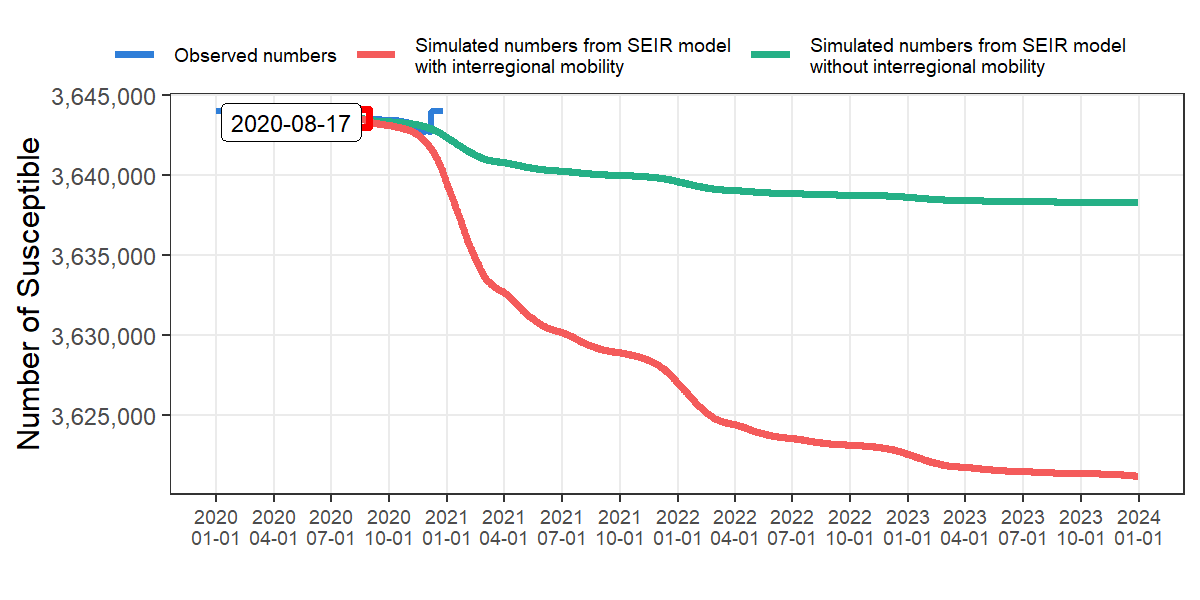 Observed numbers
Simulated numbers from SEIR model
with interregional mobility
Simulated numbers from SEIR model
without interregional mobility
Number of Susceptible
3,645,000
3,640,000
3,635,000
3,630,000
3,625,000
2020-08-17
2020 2020 2020 2020 2021 2021 2021 2021 2022 2022 2022 2022 2023 2023 2023 2023 2024
01-01 04-01 07-01 10-01 01-01 04-01 07-01 10-01 01-01 04-01 07-01 10-01 01-01 04-01 07-01 10-01 01-01